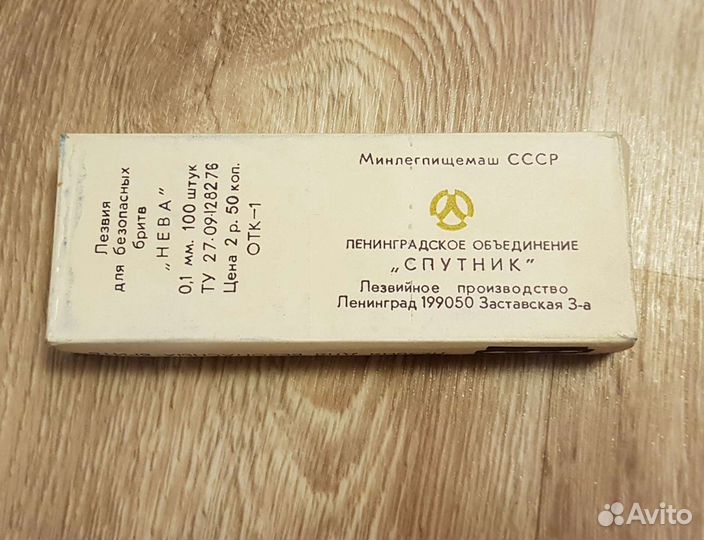 Лезвия
для безопасных
бритв
"НЕВА"
0,1 мм. 100 штук
ТУ 27.09.128276
Цена 2 р. 50 коп.
ОТК-1
Минлегпищемаш СССР
ЛЕНИНГРАДСКОЕ ОБЪЕДИНЕНИЕ
„СПУТНИК"
Лезвийное производство
Ленинград 199050 Заставская 3-а
Avito